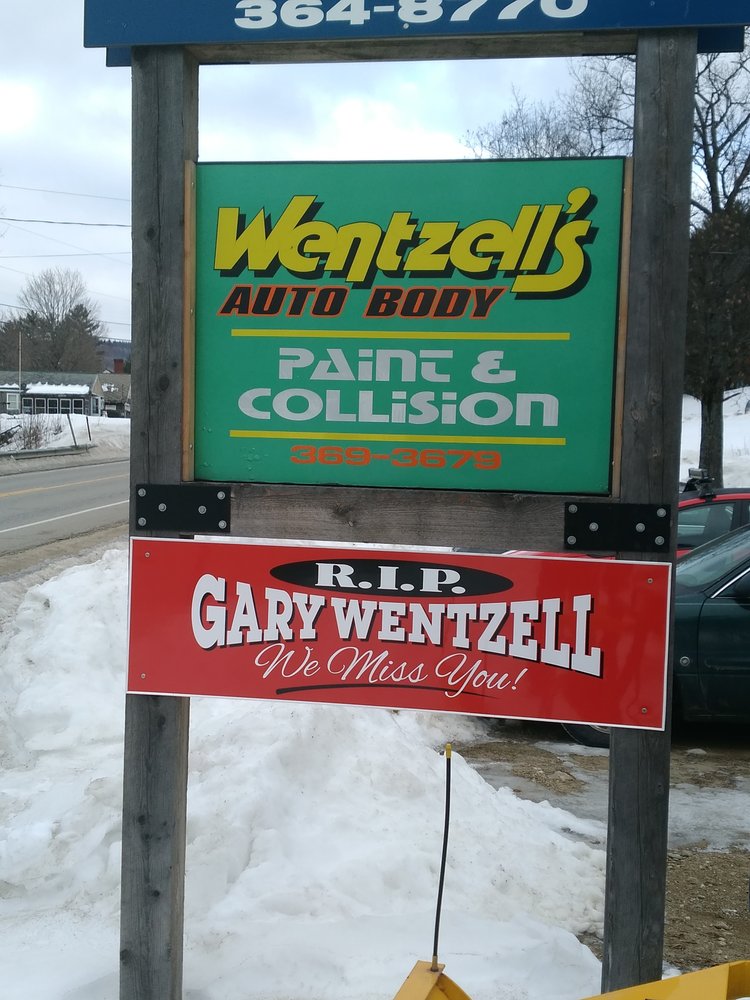 364-8770
Wentzell's
AUTO BODY
PAiNT &
COLLiSiON
369-3679
R.I.P.
GARY WENTZELL
We Miss You!